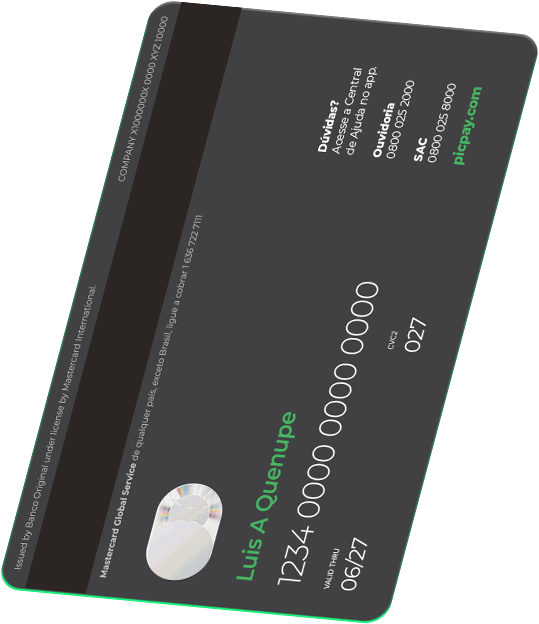 Issued by Banco Original under license by Mastercard International.
COMPANY X1000000X 0000 XYZ 10000
Mastercard Global Service de qualquer país, exceto Brasil, ligue a cobrar 1 636 722 7111
Luis A Quenupe
1234 0000 0000 0000
VALID THRU
06/27
CVC2
027
Dúvidas?
Acesse a Central
de Ajuda no app.
Ouvidoria
0800 025 2000
SAC
0800 025 8000
picpay.com